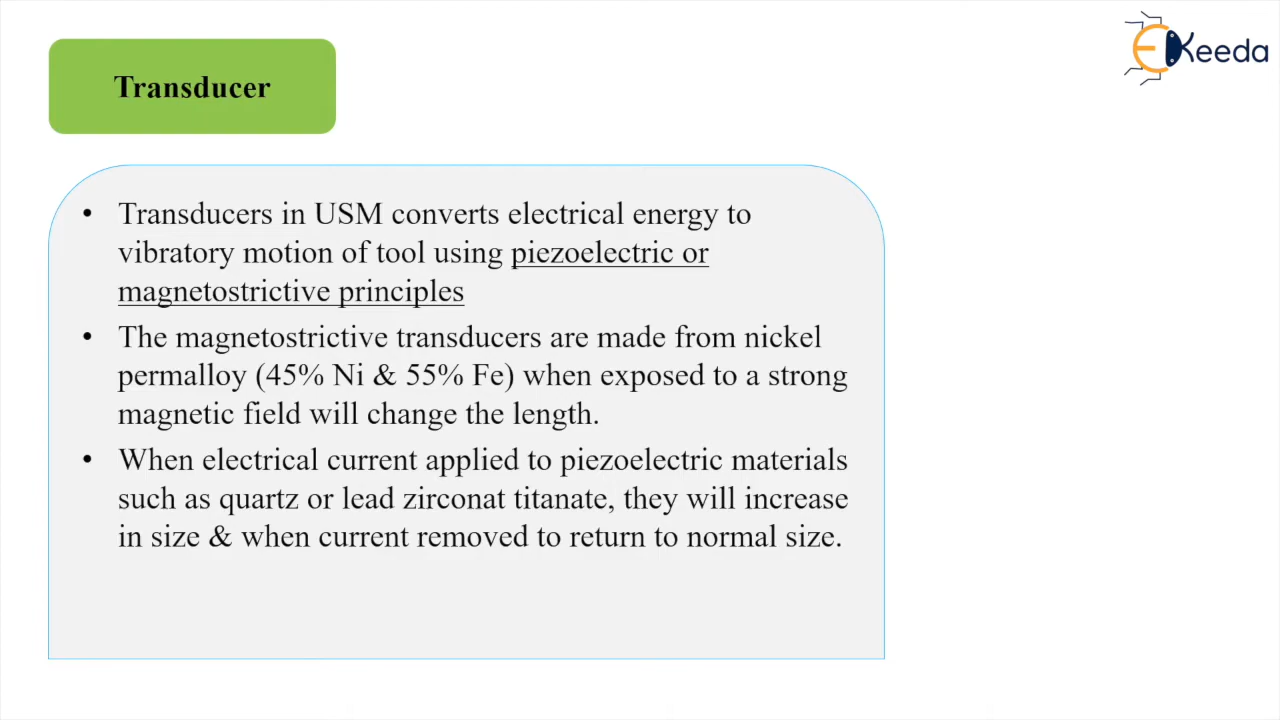 EKeeda
Transducer
• Transducers in USM converts electrical energy to
vibratory motion of tool using piezoelectric or
magnetostrictive principles
• The magnetostrictive transducers are made from nickel
permalloy (45% Ni & 55% Fe) when exposed to a strong
magnetic field will change the length.
• When electrical current applied to piezoelectric materials
such as quartz or lead zirconat titanate, they will increase
in size & when current removed to return to normal size.